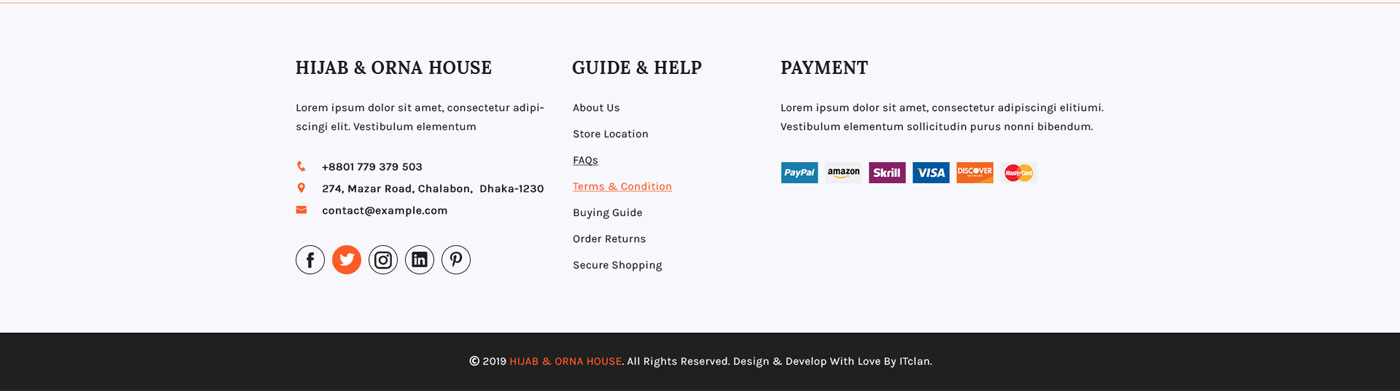 HIJAB & ORNA HOUSE
Lorem ipsum dolor sit amet, consectetur adipi-
scingi elit. Vestibulum elementum
+8801 779 379 503
274, Mazar Road, Chalabon, Dhaka-1230
contact@example.com
GUIDE & HELP
About Us
Store Location
FAQs
Terms & Condition
Buying Guide
Order Returns
Secure Shopping
PAYMENT
Lorem ipsum dolor sit amet, consectetur adipiscingi elitiumi.
Vestibulum elementum sollicitudin purus nonni bibendum.
PayPal amazon Skrill VISA DISCOVER MasterCard
© 2019 HIJAB & ORNA HOUSE. All Rights Reserved. Design & Develop With Love By ITclan.